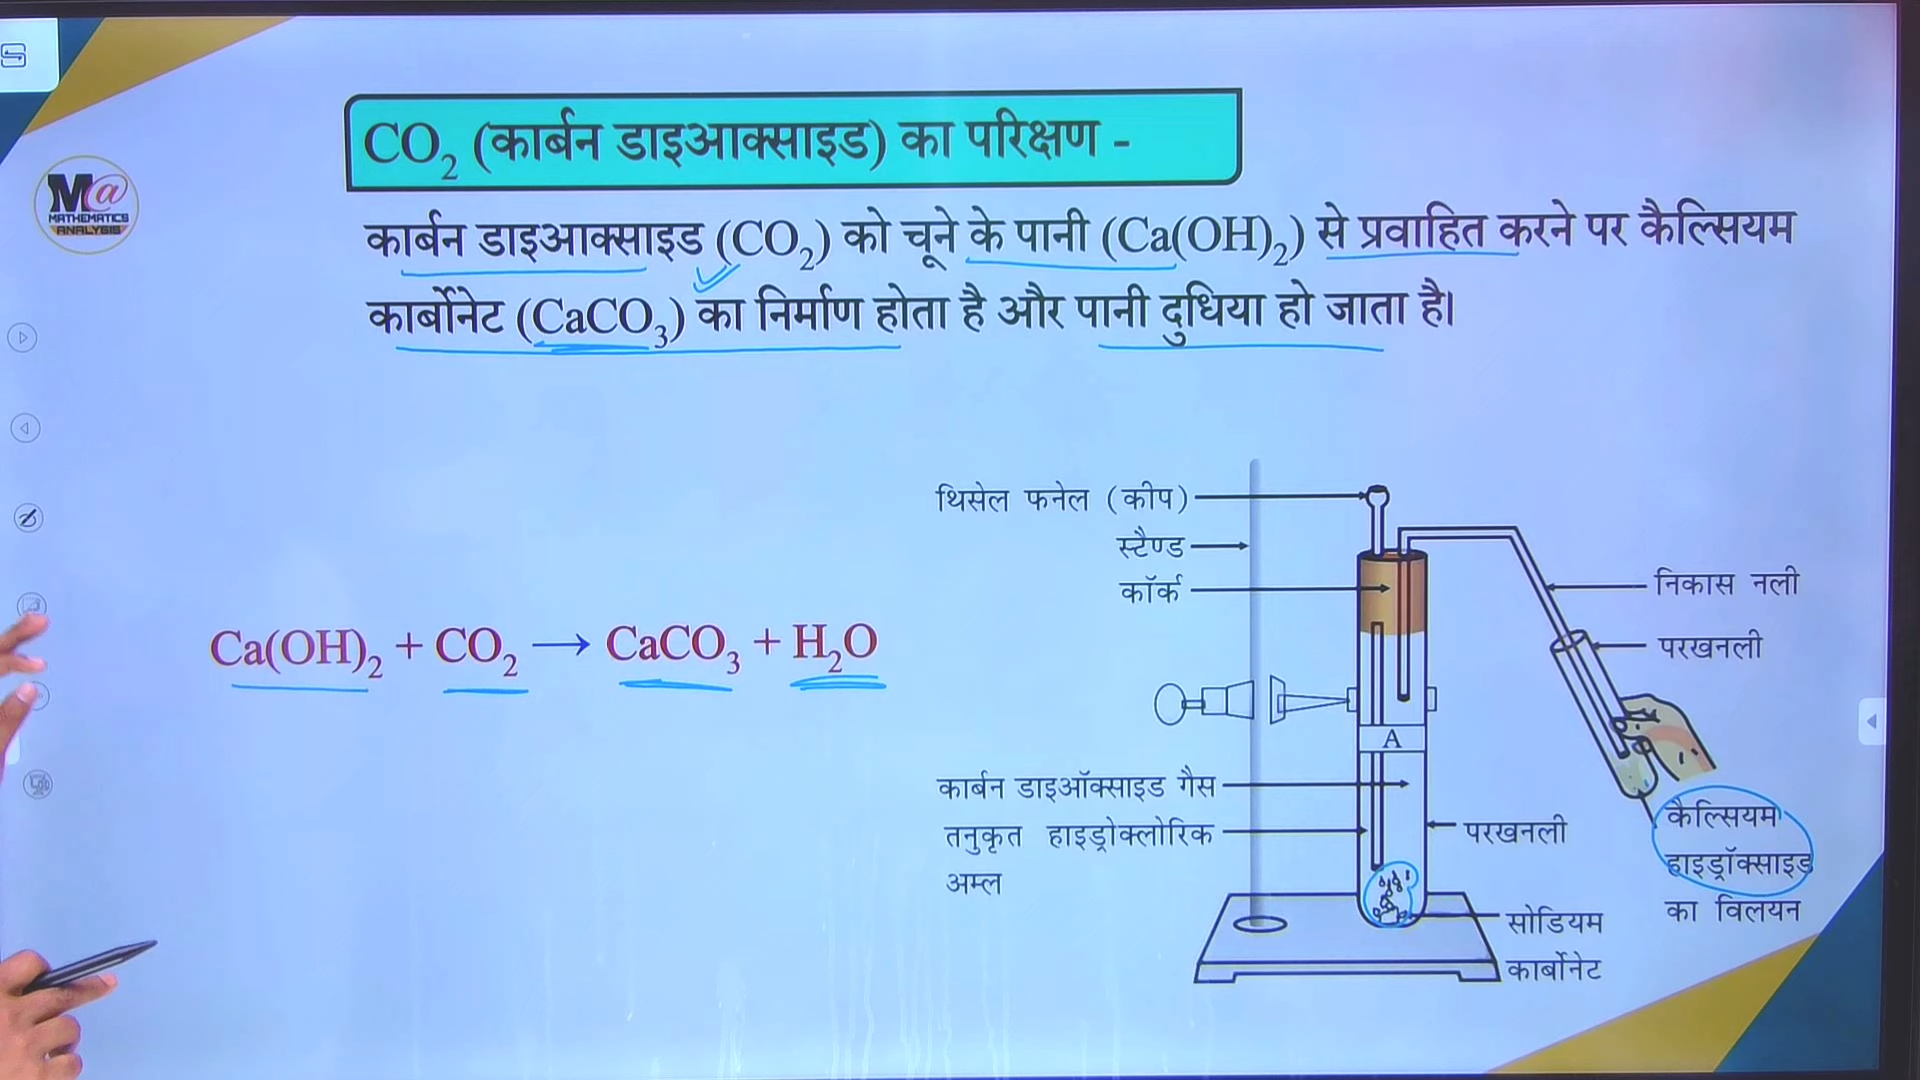 CO₂ (कार्बन डाइआक्साइड) का परिक्षण -
M@
MATHEMATICS
ANALYSIS
कार्बन डाइआक्साइड (CO₂) को चूने के पानी (Ca(OH)₂) से प्रवाहित करने पर कैल्सियम
कार्बोनेट (CaCO₃) का निर्माण होता है और पानी दुधिया हो जाता है।
थिसेल फनेल (कीप)
स्टैण्ड
कॉर्क
निकास नली
परखनली
Ca(OH)₂ + CO₂ → CaCO₃ + H₂O
A
कार्बन डाइऑक्साइड गैस
तनुकृत हाइड्रोक्लोरिक
अम्ल
परखनली
कैल्सियम
हाइड्रॉक्साइड
का विलयन
सोडियम
कार्बोनेट